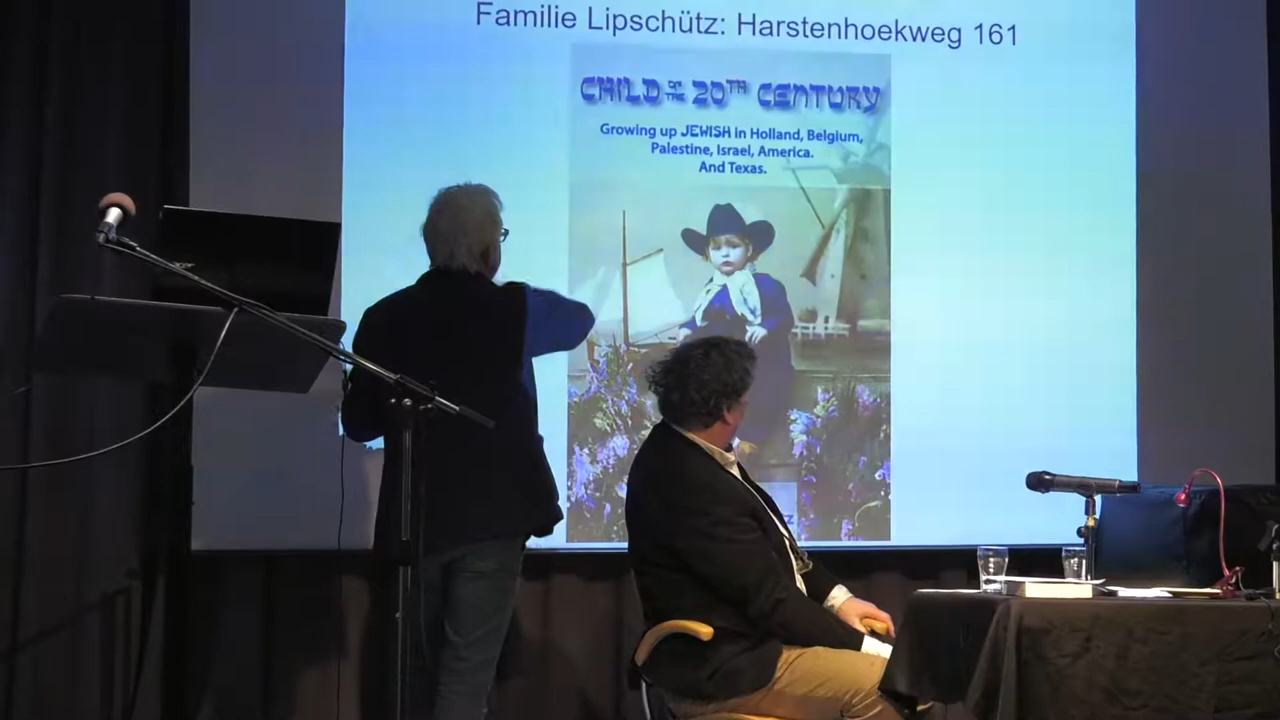 Familie Lipschütz: Harstenhoekweg 161
CHILD OF THE 20TH CENTURY
Growing up JEWISH in Holland, Belgium,
Palestine, Israel, America.
And Texas.